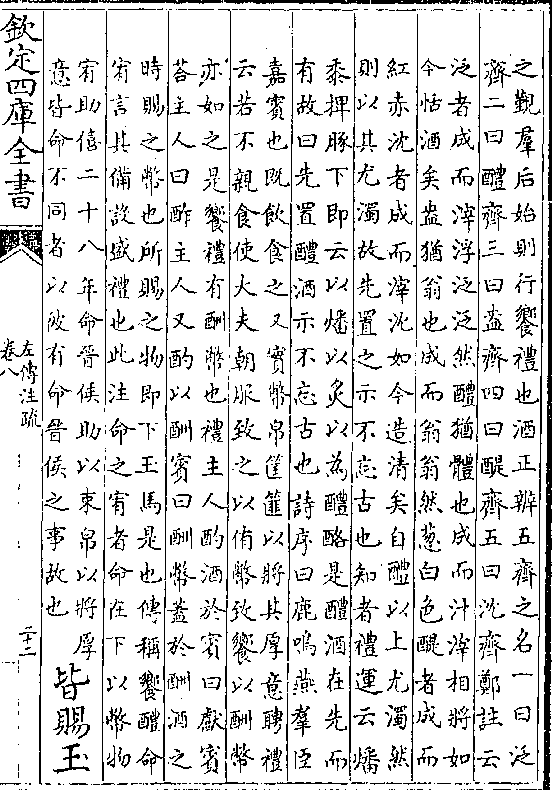 之覲羣后始則行饗禮也酒正辨五齊之名一曰泛
齊二曰醴齊三曰盎齊四曰醍齊五曰沈齊鄭註云
泛者成而滓浮泛泛然醴猶體也成而汁滓相將如
今恬酒矣盎猶翁也成而翁翁然葱白色醍者成而
紅赤沈者成而滓沈如今造清矣自醴以上尤濁然
則以其尤濁故先置之示不忘古也知者禮運云燔
黍捭豚下即云以燔以炙以為醴酪是醴酒在先而
有故曰先置醴酒示不忘古也詩序曰鹿鳴燕羣臣
嘉賓也既飲食之又實幣帛筐篚以將其厚意聘禮
云若不親食使大夫朝服致之以侑幣致饗以酬幣
亦如之是饗禮有酬幣也禮主人酌酒於賓曰獻賓
荅主人曰酢主人又酌以酬賓曰酬幣蓋於酬酒之
時賜之幣也所賜之物即下玉馬是也傳稱饗醴命
宥言其備設盛禮也此注命之宥者命在下以幣物
宥助僖二十八年命晉侯助以束帛以將厚
意皆命不同者以彼有命晉侯之事故也
皆賜玉
欽定四庫全書
左傳注疏
卷八
二十三